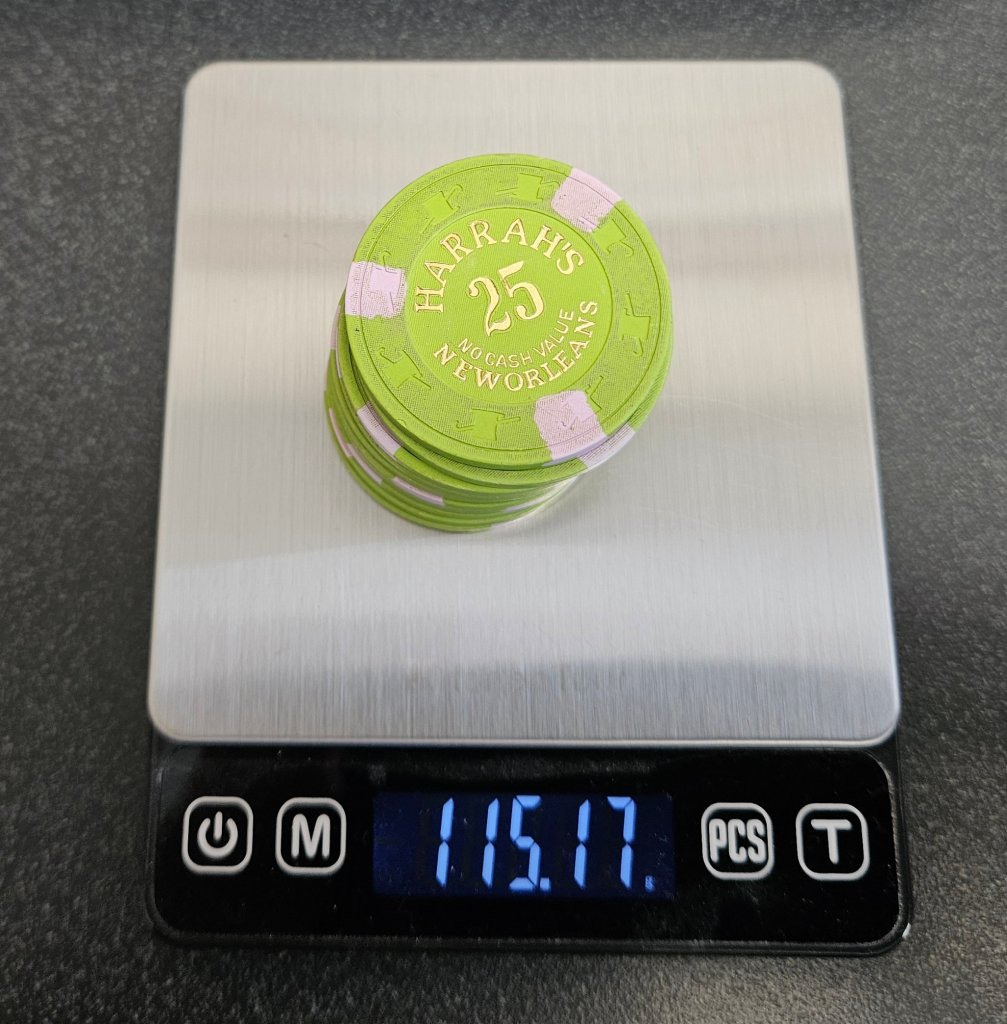 HARRAH'S
25
NO CASH VALUE
NEW ORLEANS
M
115.17
PCS
T